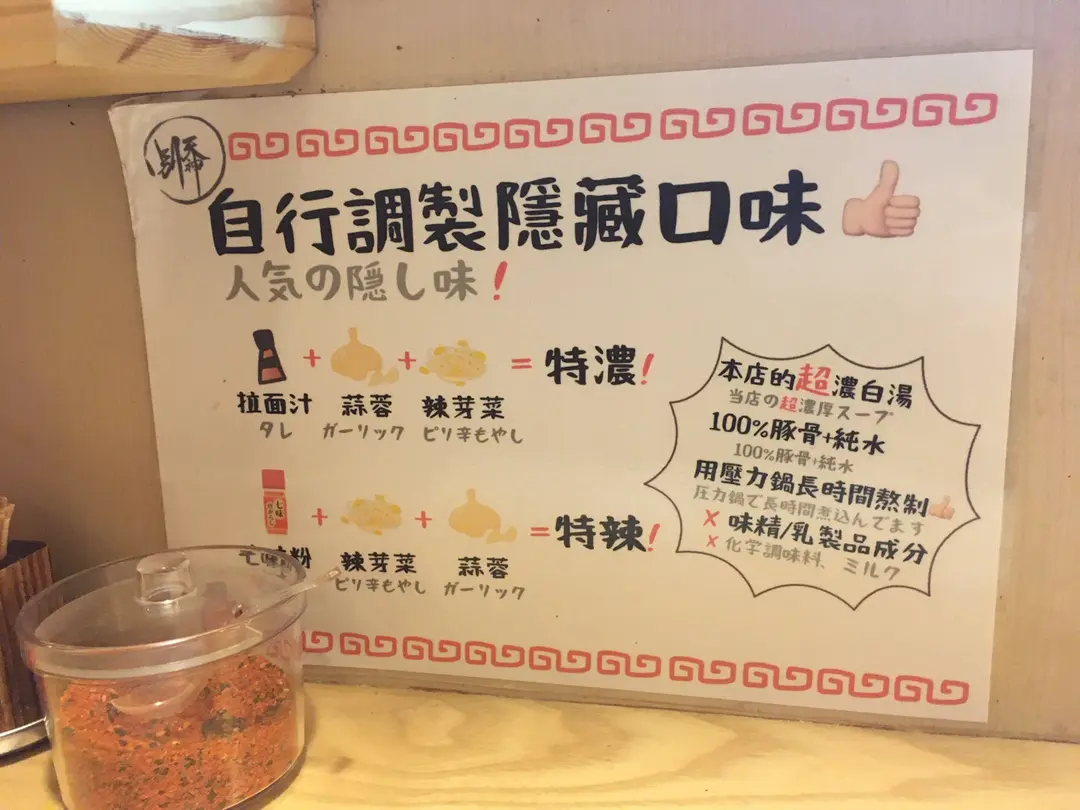 自行調製隱藏口味
人気の隠し味!
+ + = 特濃!
拉面汁 蒜蓉 辣芽菜
タレ ガーリック ピリ辛もやし
七味
+ + = 特辣!
粉 辣芽菜 蒜蓉
ピリ辛もやし ガーリック
本店的超濃白湯
当店の超濃厚スープ
100%豚骨+純水
100%豚骨+純水
用壓力鍋長時間熬制
圧力鍋で長時間煮込んでます
X 味精/乳製品成分
X 化学調味料、ミルク